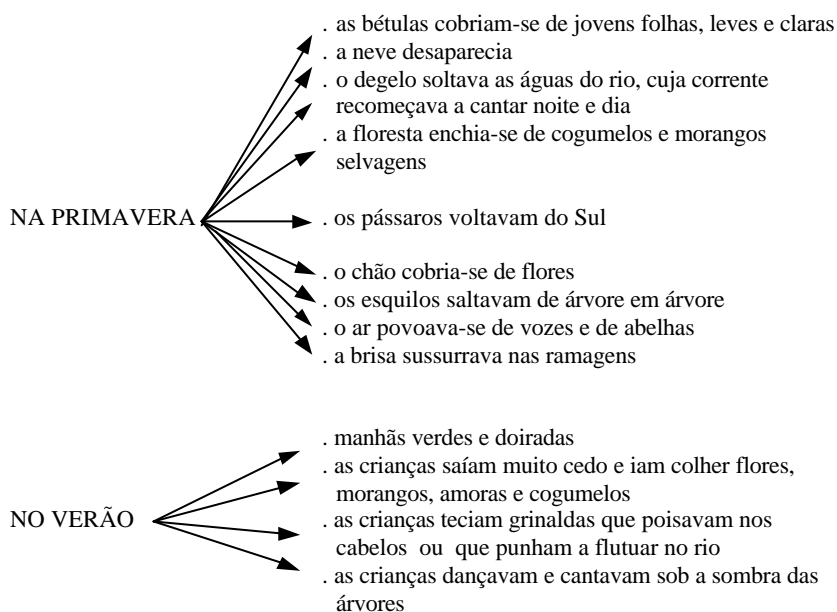 . as bétulas cobriam-se de jovens folhas, leves e claras
. a neve desaparecia
. o degelo soltava as águas do rio, cuja corrente
recomeçava a cantar noite e dia
. a floresta enchia-se de cogumelos e morangos
selvagens
NA PRIMAVERA
. os pássaros voltavam do Sul
. o chão cobria-se de flores
. os esquilos saltavam de árvore em árvore
. o ar povoava-se de vozes e de abelhas
. a brisa sussurrava nas ramagens
. manhãs verdes e doiradas
. as crianças saíam muito cedo e iam colher flores,
morangos, amoras e cogumelos
NO VERÃO
. as crianças teciam grinaldas que poisavam nos
cabelos ou que punham a flutuar no rio
. as crianças dançavam e cantavam sob a sombra das
árvores